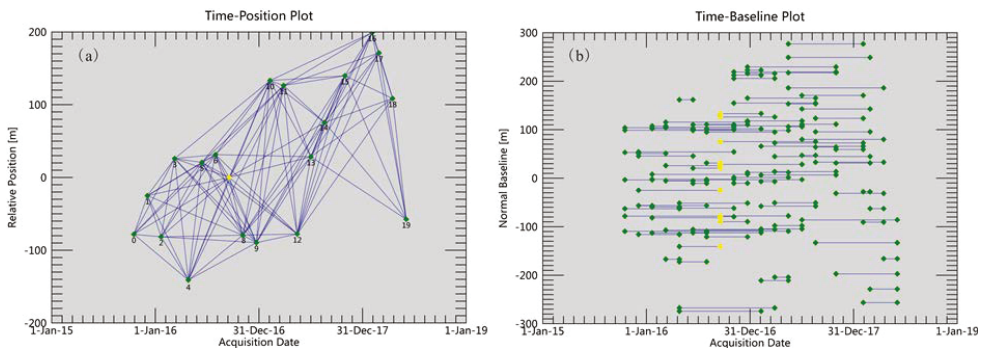 Time-Position Plot
(a)
200
100
0
-100
-200
Relative Position [m]
1-Jan-15
1-Jan-16
31-Dec-16
31-Dec-17
1-Jan-19
Acquisition Date
0
1
2
3
4
5
6
8
9
10
11
12
13
14
15
16
17
18
19
Time-Baseline Plot
(b)
300
200
100
0
-100
-200
-300
Normal Baseline [m]
1-Jan-15
1-Jan-16
31-Dec-16
31-Dec-17
1-Jan-19
Acquisition Date